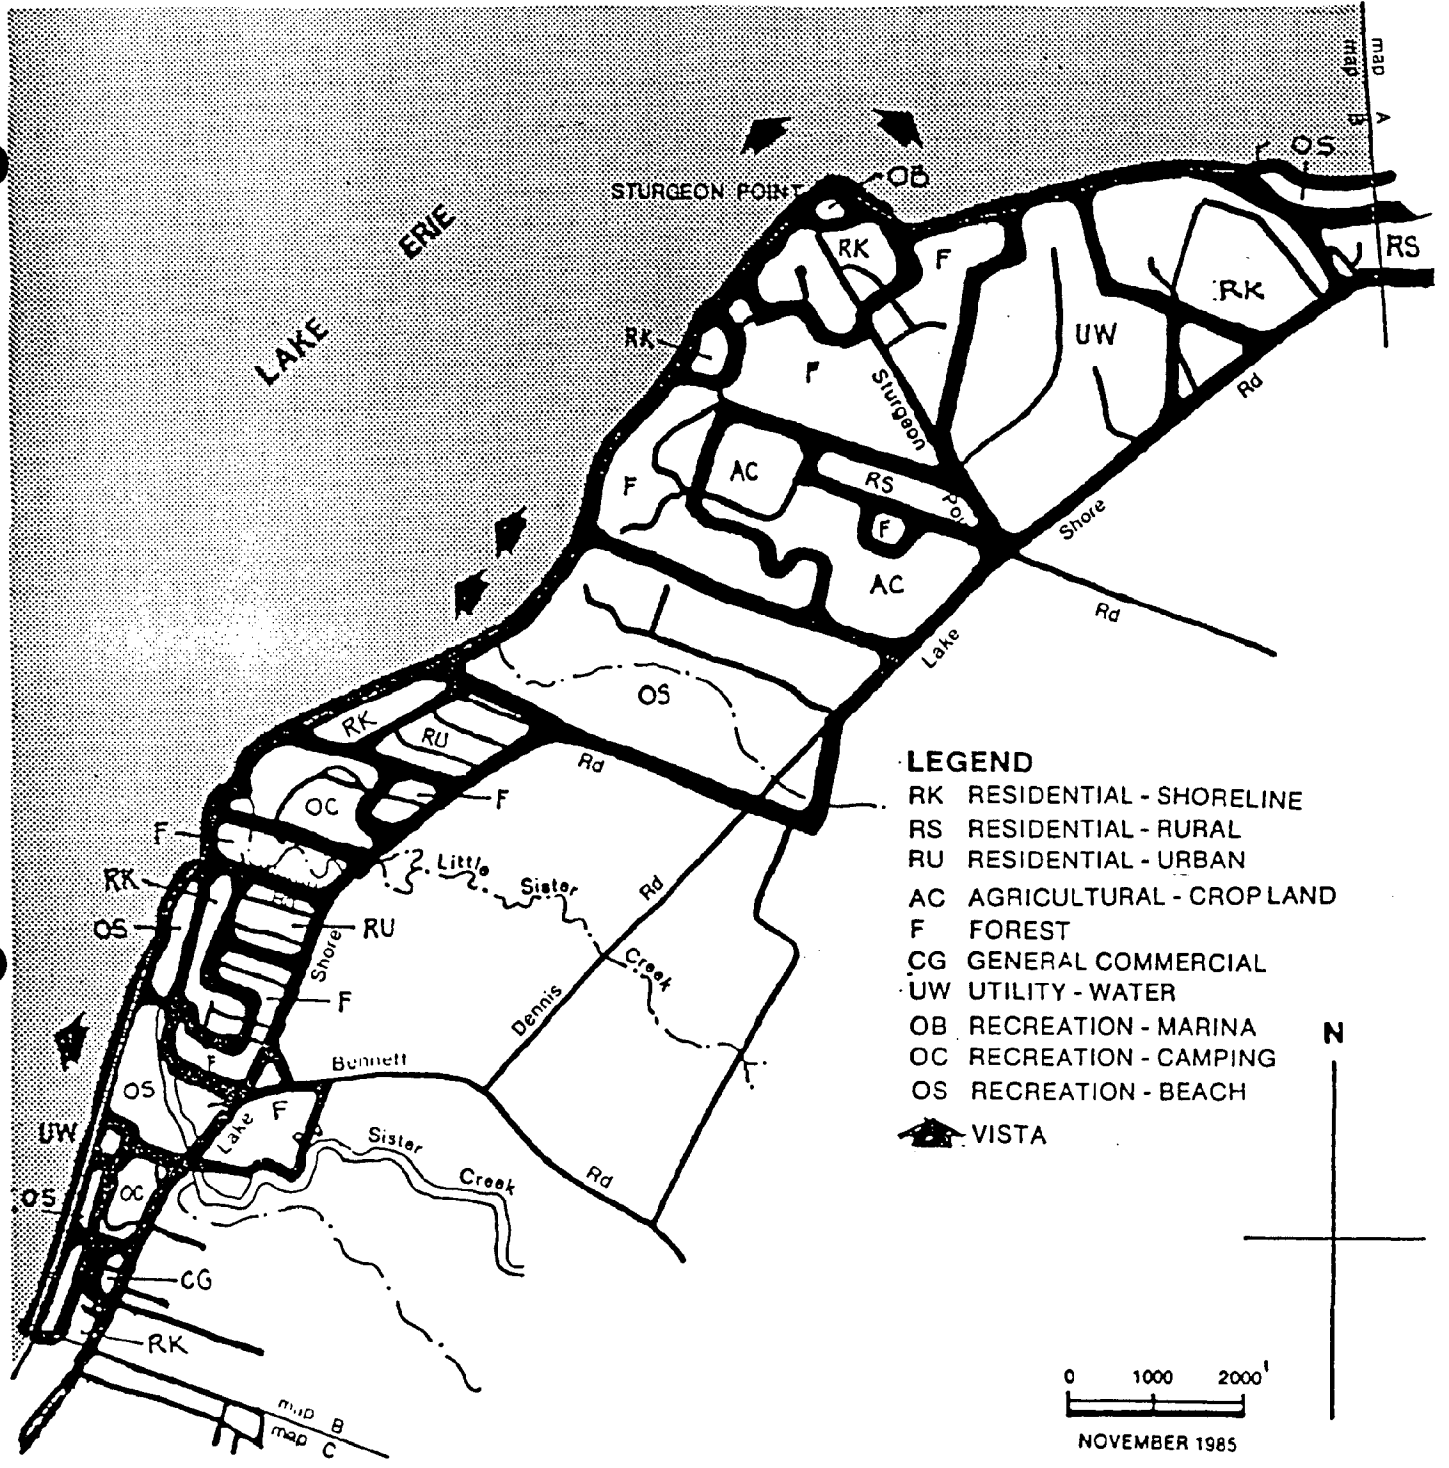 map
map
A
B
OS
OB
STURGEON POINT
ERIE
LAKE
RK
F
RS
RK
RK
UW
F
Sturgeon
Rd
AC
RS
F
F
Shore
AC
Rd
Lake
OS
RK
RU
Rd
OC
F
F
Little
Sister
Creek
RK
OS
RU
Rd
Shore
F
Dennis
F
Bennett
OS
F
Lake
UW
Sister
Creek
Rd
OC
OS
CG
RK
map B
map C
LEGEND
RK RESIDENTIAL - SHORELINE
RS RESIDENTIAL - RURAL
RU RESIDENTIAL - URBAN
AC AGRICULTURAL - CROPLAND
F FOREST
CG GENERAL COMMERCIAL
UW UTILITY - WATER
OB RECREATION - MARINA
OC RECREATION - CAMPING
OS RECREATION - BEACH
VISTA
N
0 1000 2000'
NOVEMBER 1985